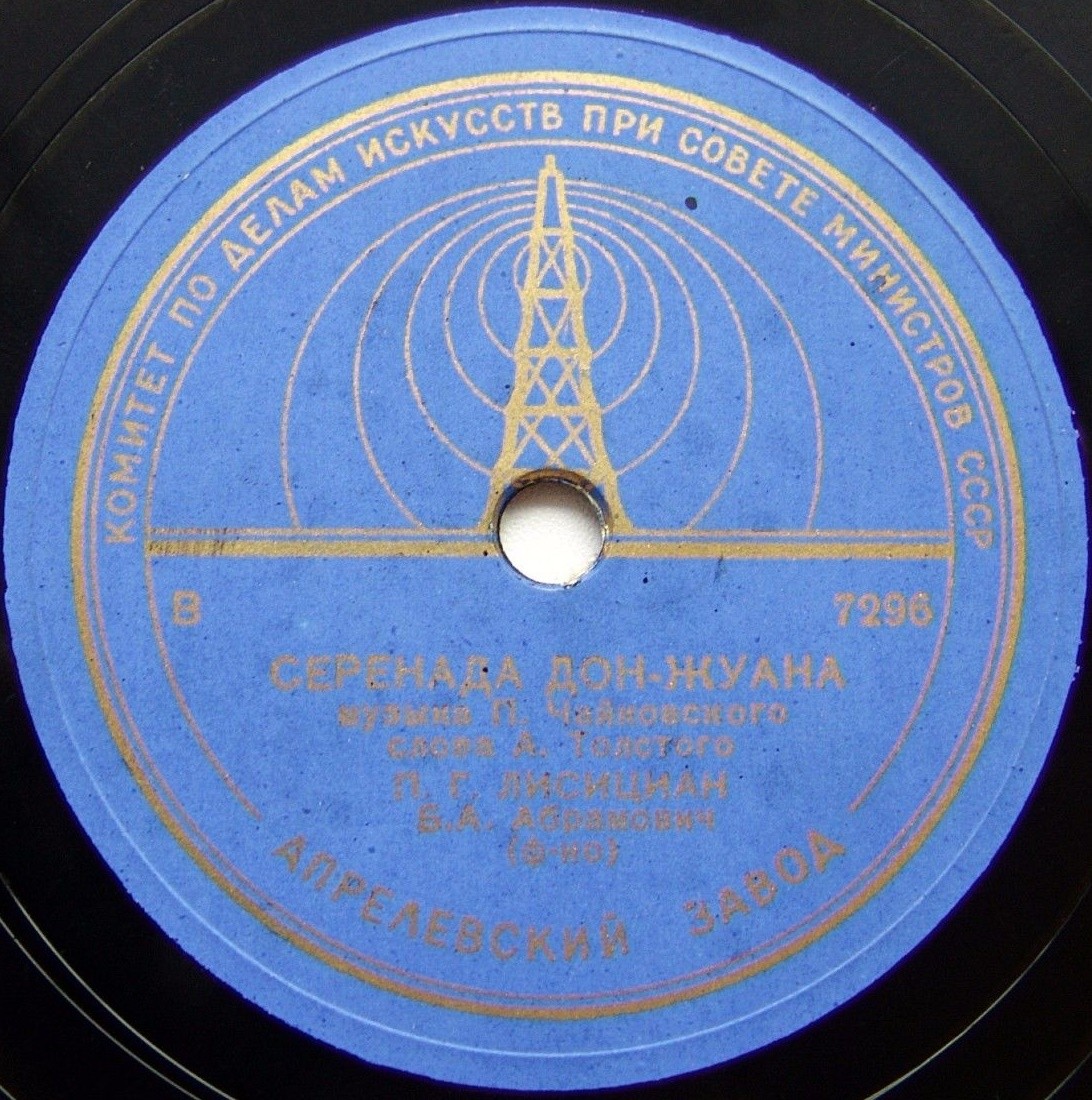 КОМИТЕТ ПО ДЕЛАМ ИСКУССТВ ПРИ СОВЕТЕ МИНИСТРОВ СССР
В 7296
СЕРЕНАДА ДОН-ЖУАНА
музыка П. Чайковского
слова А. Толстого
П. Г. ЛИСИЦИАН
Б.А. Абрамович
(ф-но)
АПРЕЛЕВСКИЙ ЗАВОД